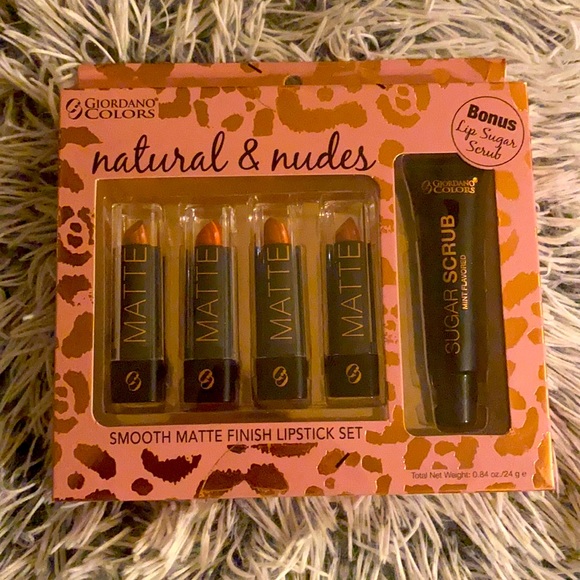 GIORDANO®
COLORS
natural & nudes
Bonus
Lip Sugar
Scrub
MATTE
MATTE
MATTE
MATTE
GIORDANO®
COLORS
SUGAR SCRUB
MINT FLAVORED
SMOOTH MATTE FINISH LIPSTICK SET
Total Net Weight: 0.84 oz./24 g e